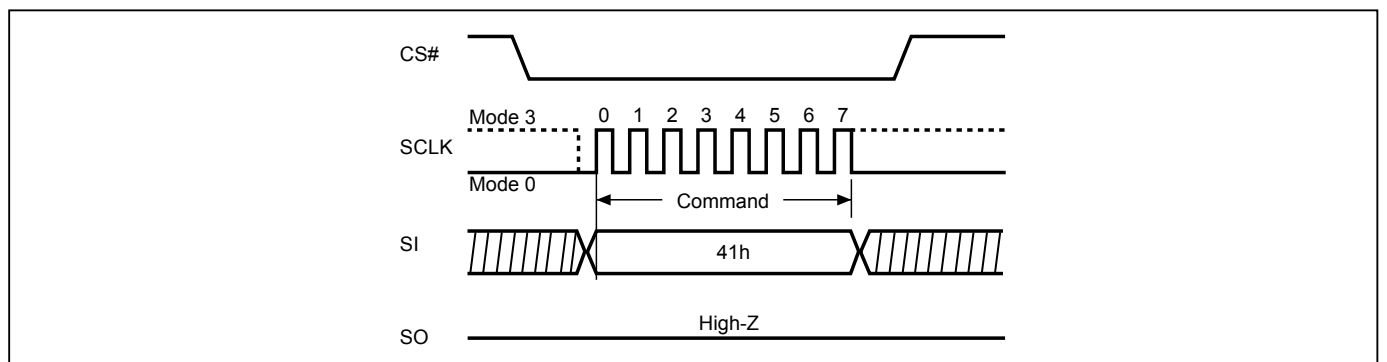 CS#
Mode 3
0 1 2 3 4 5 6 7
SCLK
Mode 0
Command
SI
41h
High-Z
SO